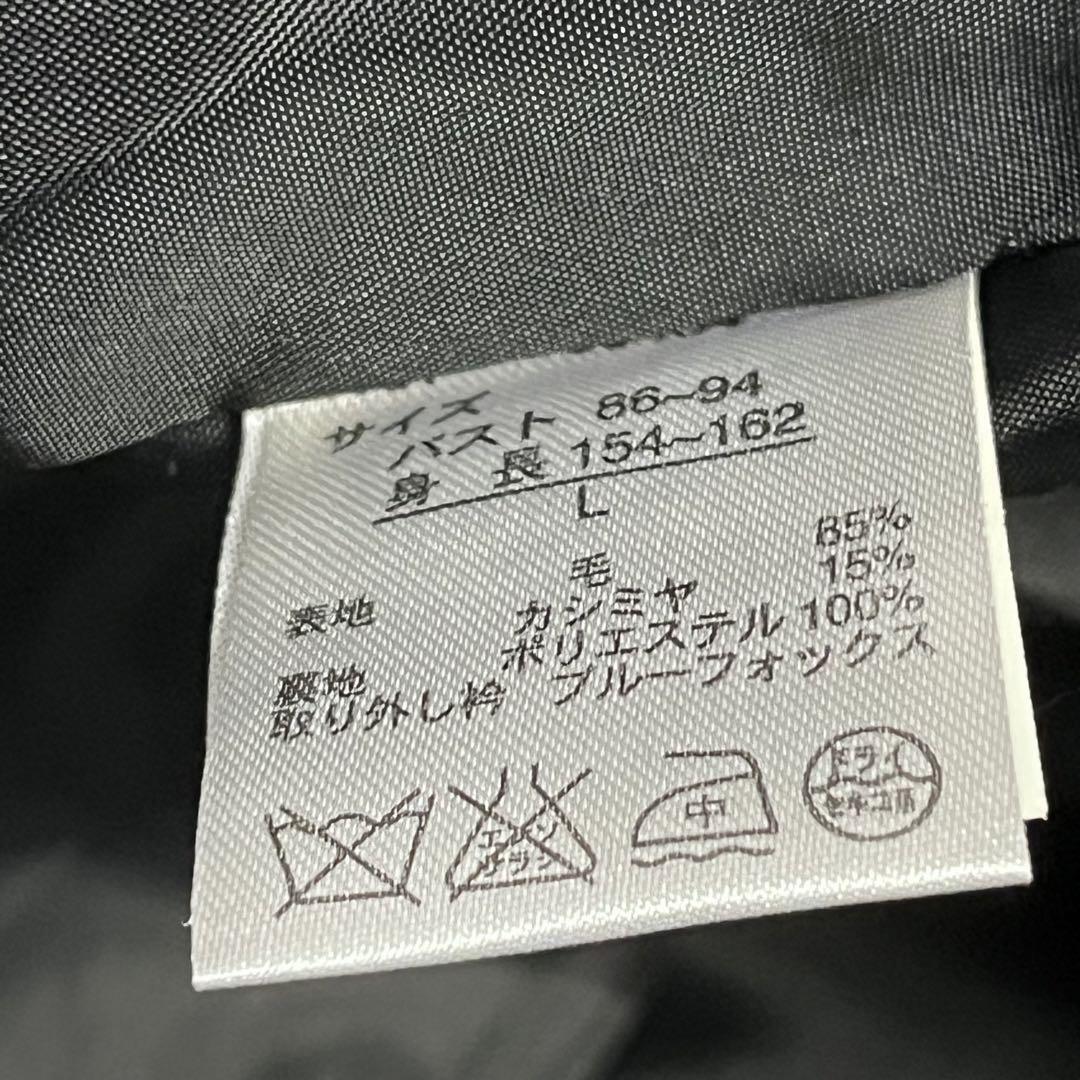 サイズ
バスト 86~94
身長 154~162
L
表地 毛 85%
カシミヤ 15%
裏地 ポリエステル 100%
取り外し衿 ブルーフォックス
エンソ
サラシ
中
ドライ
セキユ系